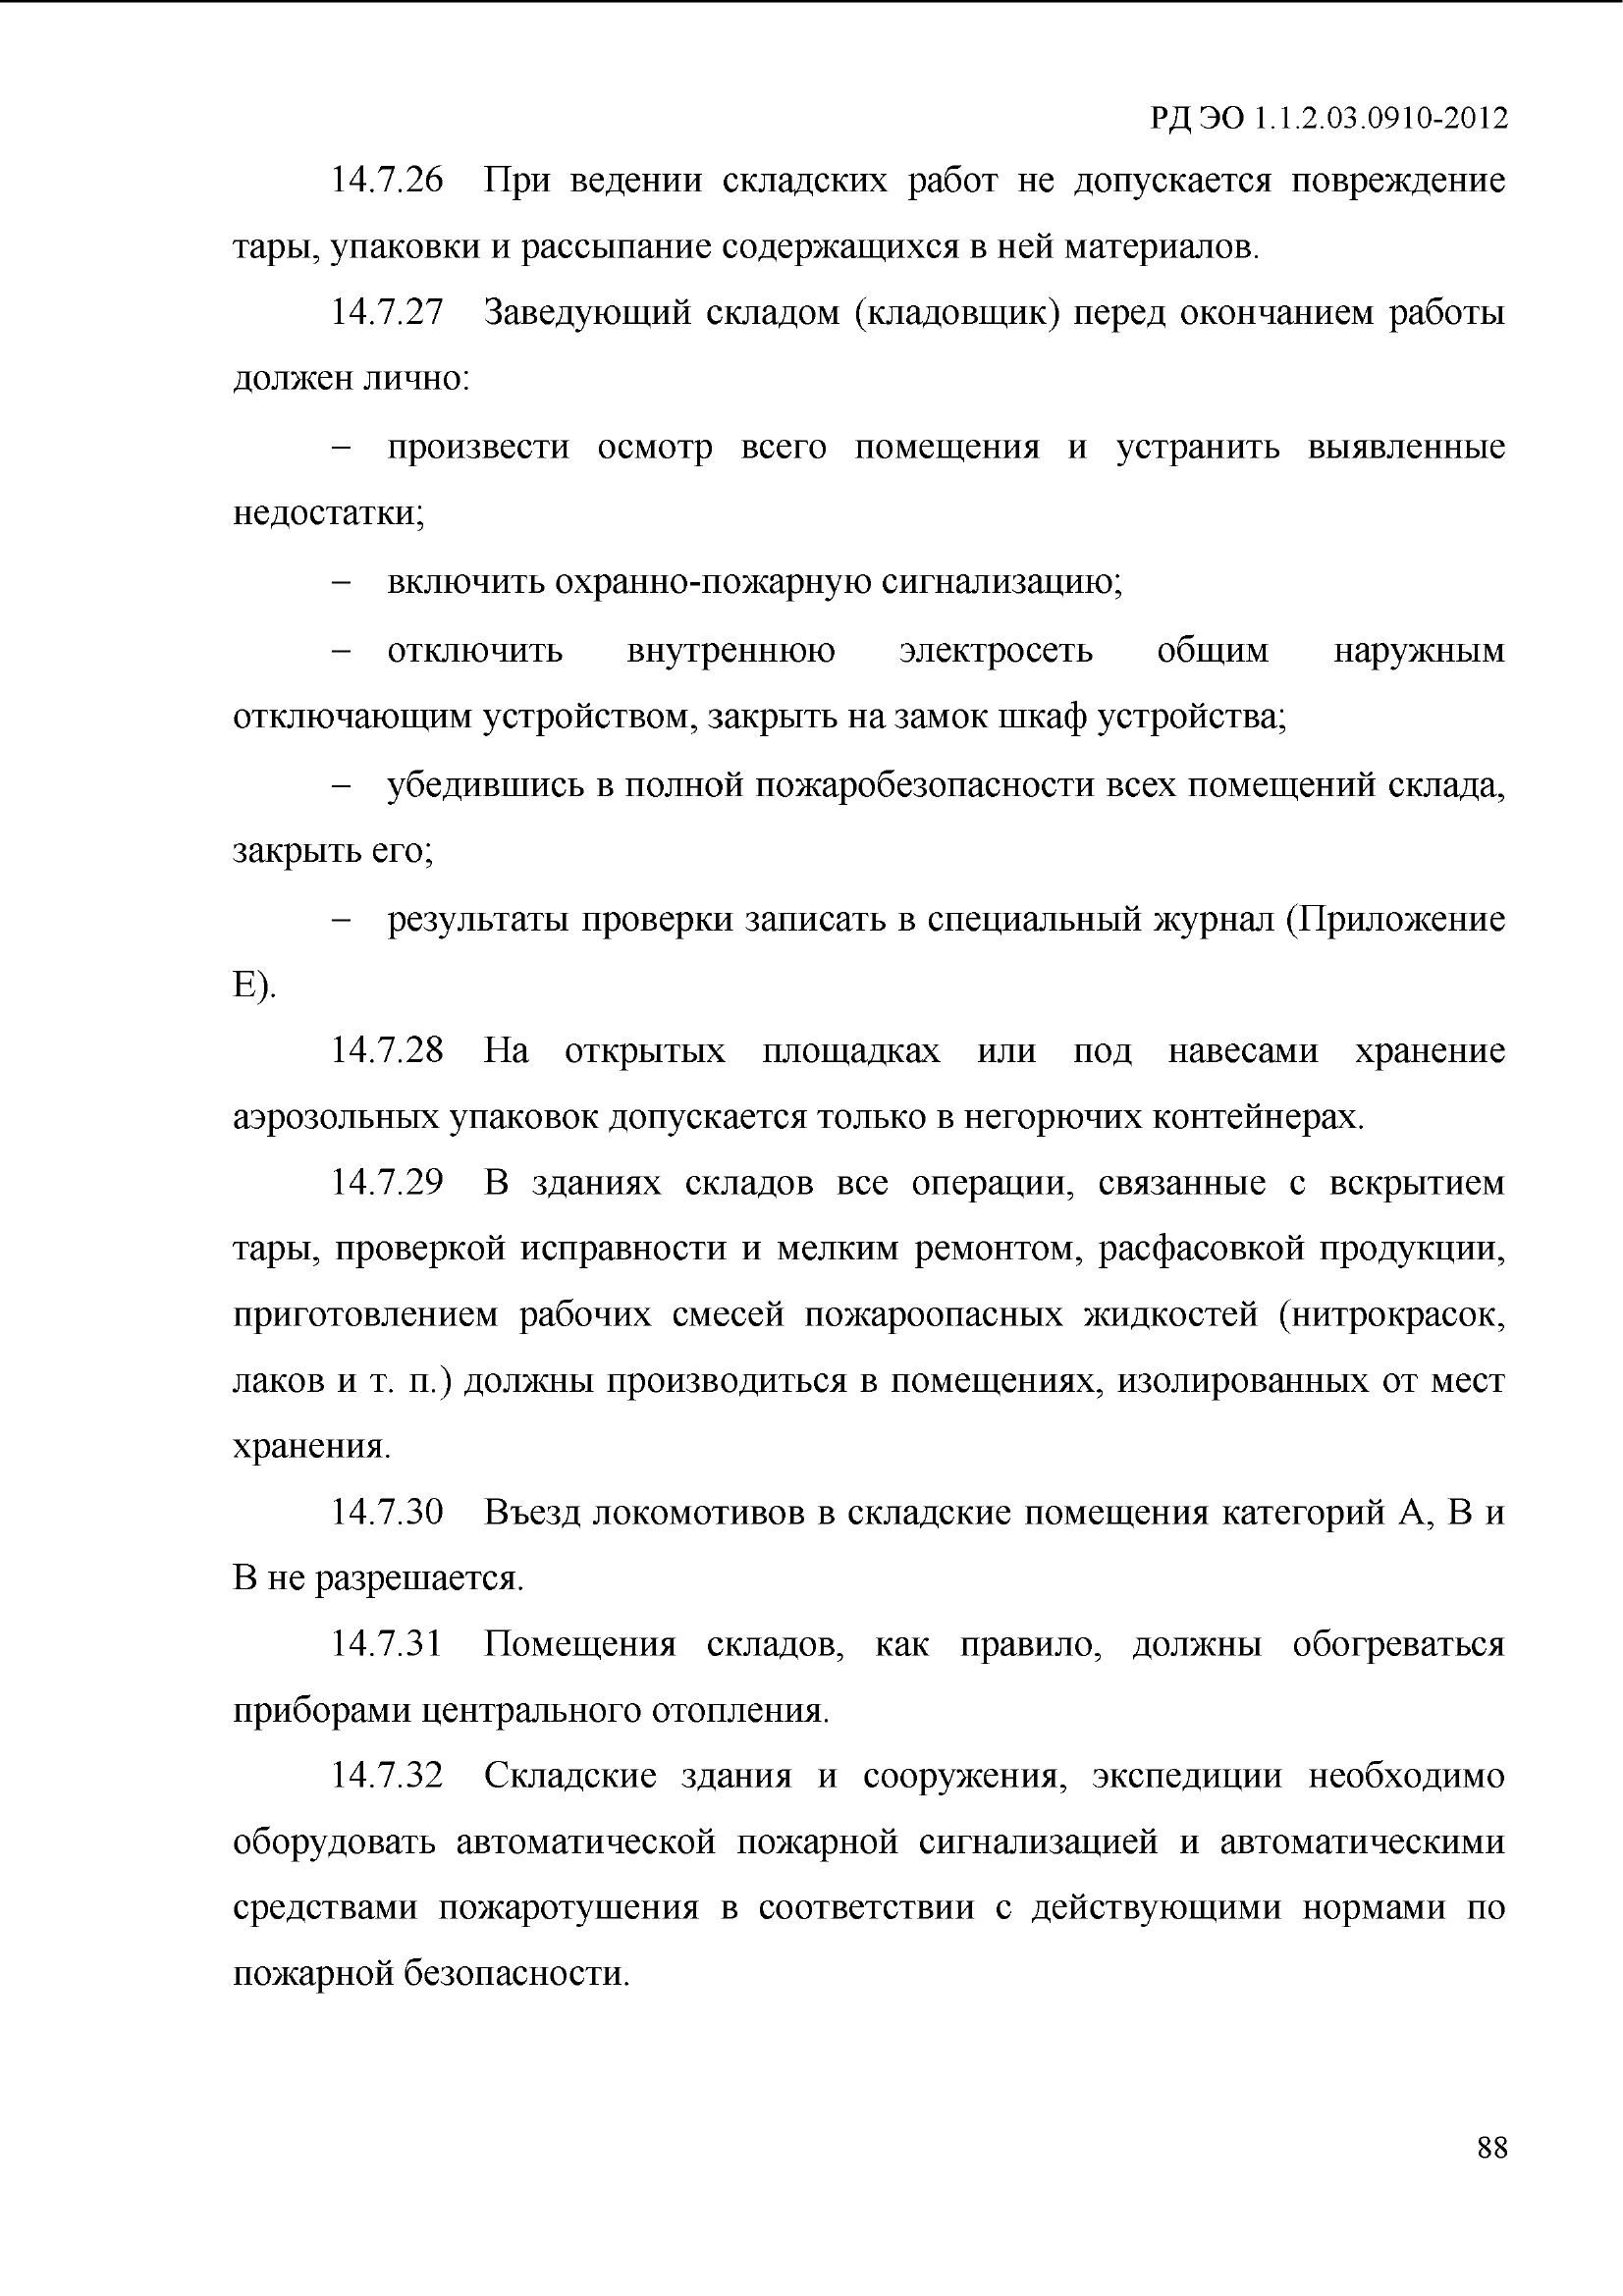 РД ЭО 1.1.2.03.0910-2012
14.7.26 При ведении складских работ не допускается повреждение
тары, упаковки и рассыпание содержащихся в ней материалов.
14.7.27 Заведующий складом (кладовщик) перед окончанием работы
должен лично:
– произвести осмотр всего помещения и устранить выявленные
недостатки;
– включить охранно-пожарную сигнализацию;
– отключить внутреннюю электросеть общим наружным
отключающим устройством, закрыть на замок шкаф устройства;
– убедившись в полной пожаробезопасности всех помещений склада,
закрыть его;
– результаты проверки записать в специальный журнал (Приложение
Е).
14.7.28 На открытых площадках или под навесами хранение
аэрозольных упаковок допускается только в негорючих контейнерах.
14.7.29 В зданиях складов все операции, связанные с вскрытием
тары, проверкой исправности и мелким ремонтом, расфасовкой продукции,
приготовлением рабочих смесей пожароопасных жидкостей (нитрокрасок,
лаков и т. п.) должны производиться в помещениях, изолированных от мест
хранения.
14.7.30 Въезд локомотивов в складские помещения категорий А, В и
В не разрешается.
14.7.31 Помещения складов, как правило, должны обогреваться
приборами центрального отопления.
14.7.32 Складские здания и сооружения, экспедиции необходимо
оборудовать автоматической пожарной сигнализацией и автоматическими
средствами пожаротушения в соответствии с действующими нормами по
пожарной безопасности.
88